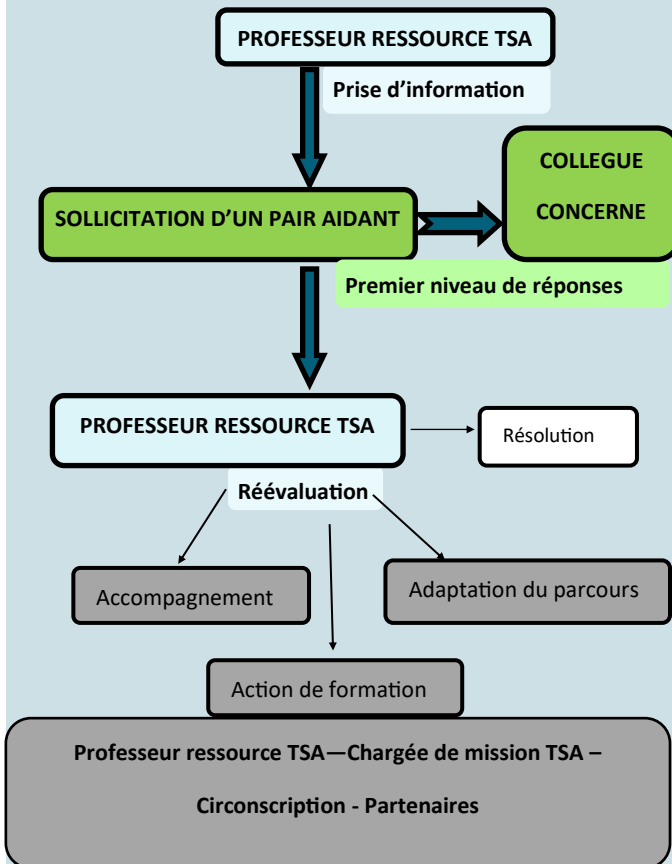 PROFESSEUR RESSOURCE TSA
Prise d’information
COLLEGUE
CONCERNE
SOLLICITATION D’UN PAIR AIDANT
Premier niveau de réponses
PROFESSEUR RESSOURCE TSA
Résolution
Réévaluation
Accompagnement
Adaptation du parcours
Action de formation
Professeur ressource TSA—Chargée de mission TSA –
Circonscription - Partenaires